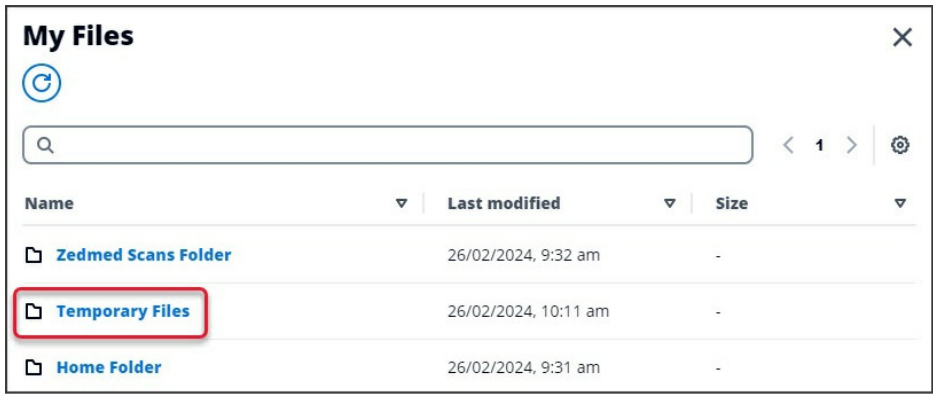 My Files
1
Name Last modified Size
Zedmed Scans Folder 26/02/2024, 9:32 am -
Temporary Files 26/02/2024, 10:11 am -
Home Folder 26/02/2024, 9:31 am -